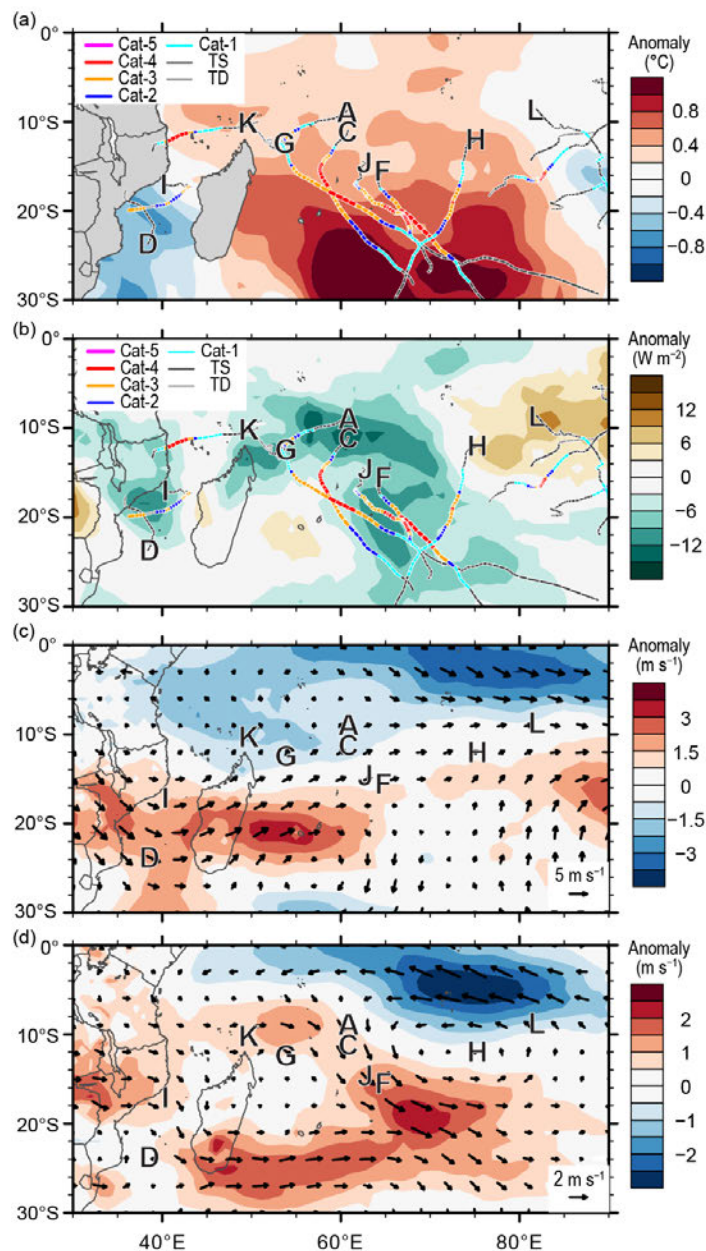 (a)
0°
10°S
20°S
30°S
Cat-5 Cat-1
Cat-4 TS
Cat-3 TD
Cat-2
K A
G C
L
H
J F
I
D
Anomaly
(°C)
0.8
0.4
0
−0.4
−0.8
(b)
0°
10°S
20°S
30°S
Cat-5 Cat-1
Cat-4 TS
Cat-3 TD
Cat-2
K A
G C
L
H
J F
I
D
Anomaly
(W m⁻²)
12
6
0
−6
−12
(c)
0°
10°S
20°S
30°S
A
L
K C
G H
J F
I
D
5 m s⁻¹
Anomaly
(m s⁻¹)
3
1.5
0
−1.5
−3
(d)
0°
10°S
20°S
30°S
A
L
K C
G H
J F
I
D
2 m s⁻¹
Anomaly
(m s⁻¹)
2
1
0
−1
−2
40°E 60°E 80°E